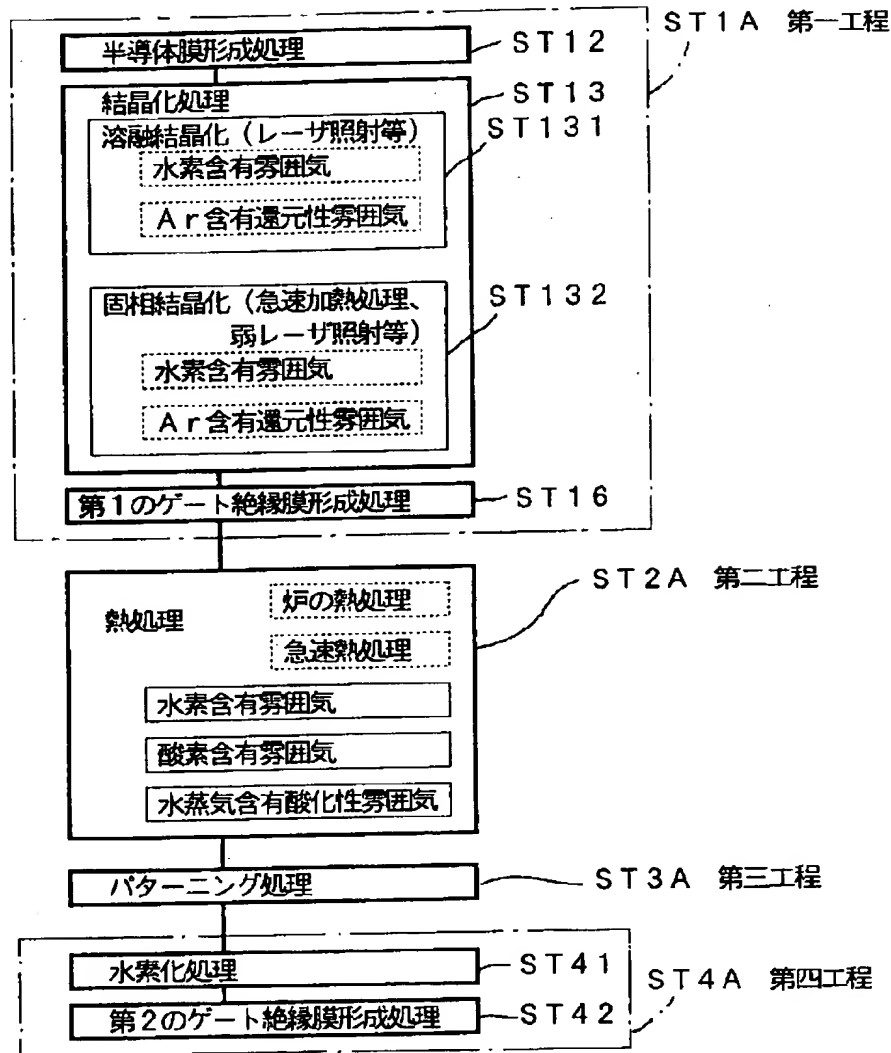 ST1A 第一工程
半導体膜形成処理
ST12
結晶化処理
ST13
溶融結晶化(レーザ照射等)
ST131
水素含有雰囲気
Ar含有還元性雰囲気
固相結晶化(急速加熱処理、
ST132
弱レーザ照射等)
水素含有雰囲気
Ar含有還元性雰囲気
第1のゲート絶縁膜形成処理
ST16
ST2A 第二工程
熱処理
炉の熱処理
急速熱処理
水素含有雰囲気
酸素含有雰囲気
水蒸気含有酸化性雰囲気
パターニング処理
ST3A 第三工程
水素化処理
ST41
ST4A 第四工程
第2のゲート絶縁膜形成処理
ST42